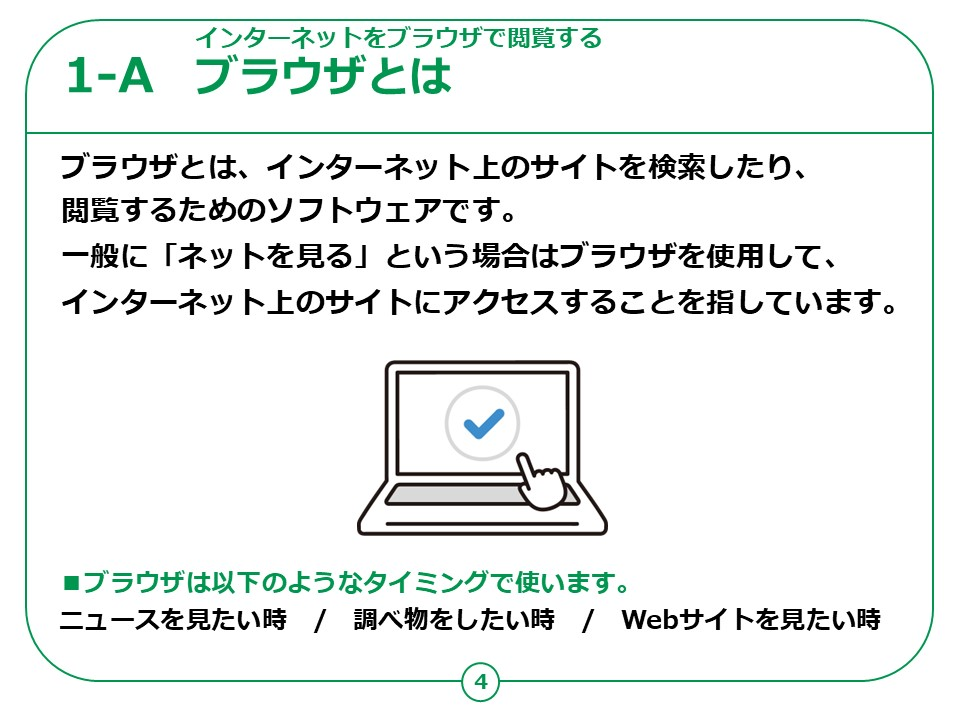 インターネットをブラウザで閲覧する
1-A ブラウザとは
ブラウザとは、インターネット上のサイトを検索したり、
閲覧するためのソフトウェアです。
一般に「ネットを見る」という場合はブラウザを使用して、
インターネット上のサイトにアクセスすることを指しています。
■ブラウザは以下のようなタイミングで使います。
ニュースを見たい時 / 調べ物をしたい時 / Webサイトを見たい時
4